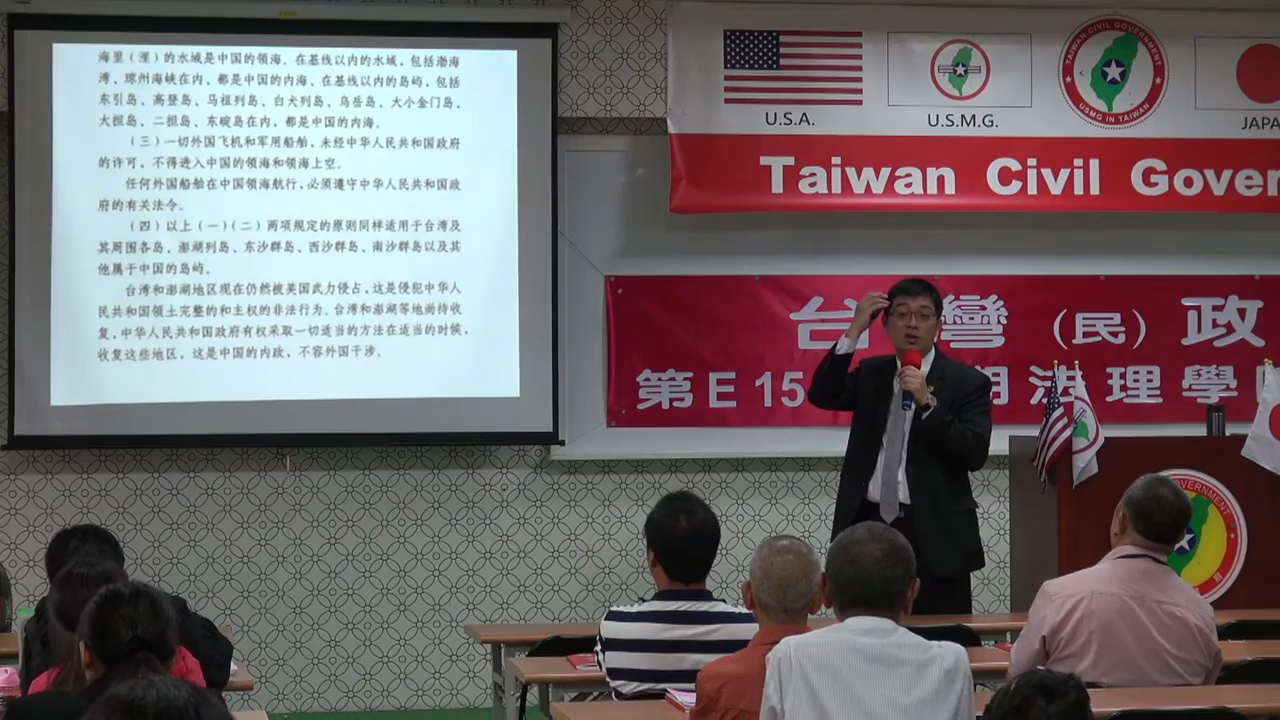 海里(浬)的水域是中国的领海。在基线以内的水域,包括渤海
湾、琼州海峡在内、都是中国的内海、在基线以内的岛屿,包括
东引岛、高登岛、马祖列岛、白犬列岛、乌岳岛、大小金门岛、
大担岛、二担岛、东碇岛在内,都是中国的内海。
(三)一切外国飞机和军用船舶,未经中华人民共和国政府
的许可,不得进入中国的领海和领海上空。
任何外国船舶在中国领海航行,必须遵守中华人民共和国政
府的有关法令。
(四)以上(一)(二)两项规定的原则同样适用于台湾及
其周围各岛、澎湖列岛、东沙群岛、西沙群岛、南沙群岛以及其
他属于中国的岛屿。
台湾和澎湖地区现在仍然被美国武力侵占,这是侵犯中华人
民共和国领土完整的和主权的非法行为。台湾和澎湖等地尚待收
复,中华人民共和国政府有权采取一切适当的方法在适当的时候,
收复这些地区,这是中国的内政,不容外国干涉。
U.S.A.
U.S.M.G.
TAIWAN CIVIL GOVERNMENT
USMG IN TAIWAN
JAPA
Taiwan Civil Gover
台灣(民)政
第E15 期法理學
VERNMENT